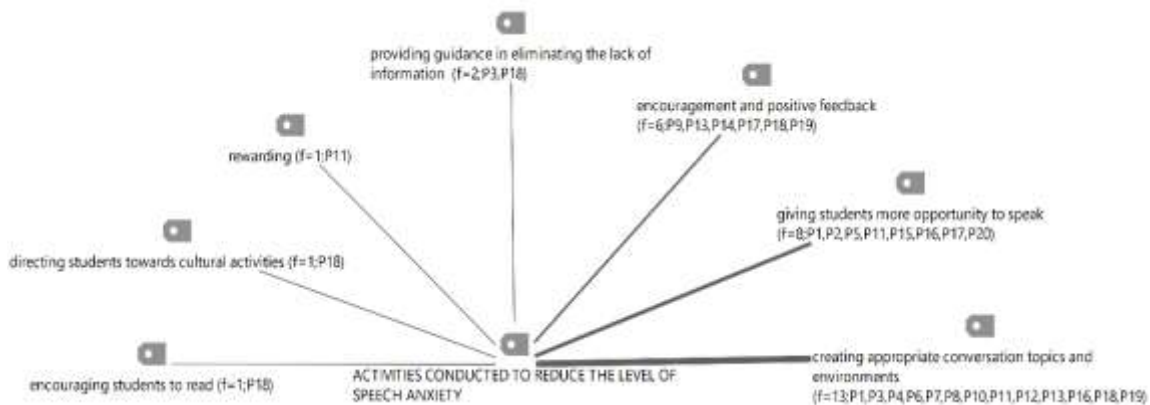 providing guidance in eliminating the lack of
information (f=2;P3,P18)
encouragement and positive feedback
(f=6;P9,P13,P14,P17,P18,P19)
rewarding (f=1;P11)
giving students more opportunity to speak
(f=8;P1,P2,P5,P11,P15,P16,P17,P20)
directing students towards cultural activities (f=1;P18)
creating appropriate conversation topics and
environments
(f=13;P1,P3,P4,P6,P7,P8,P10,P11,P12,P13,P16,P18,P19)
encouraging students to read (f=1;P18)
ACTIVITIES CONDUCTED TO REDUCE THE LEVEL OF
SPEECH ANXIETY